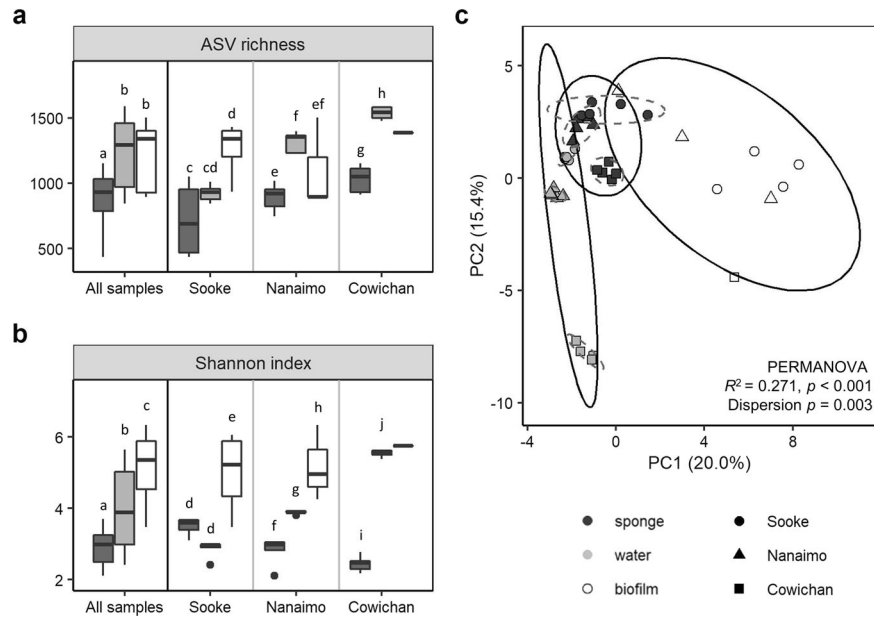 a
ASV richness
b
b
h
1500
d
f
ef
a
cd
g
c
e
1000
500
All samples
Sooke
Nanaimo
Cowichan
b
Shannon index
c
h
j
e
b
6
g
a
d
d
f
i
4
2
All samples
Sooke
Nanaimo
Cowichan
c
5
0
-5
-10
PC2 (15.4%)
PERMANOVA
R² = 0.271, p < 0.001
Dispersion p = 0.003
-4
0
4
8
PC1 (20.0%)
sponge
Sooke
water
Nanaimo
biofilm
Cowichan